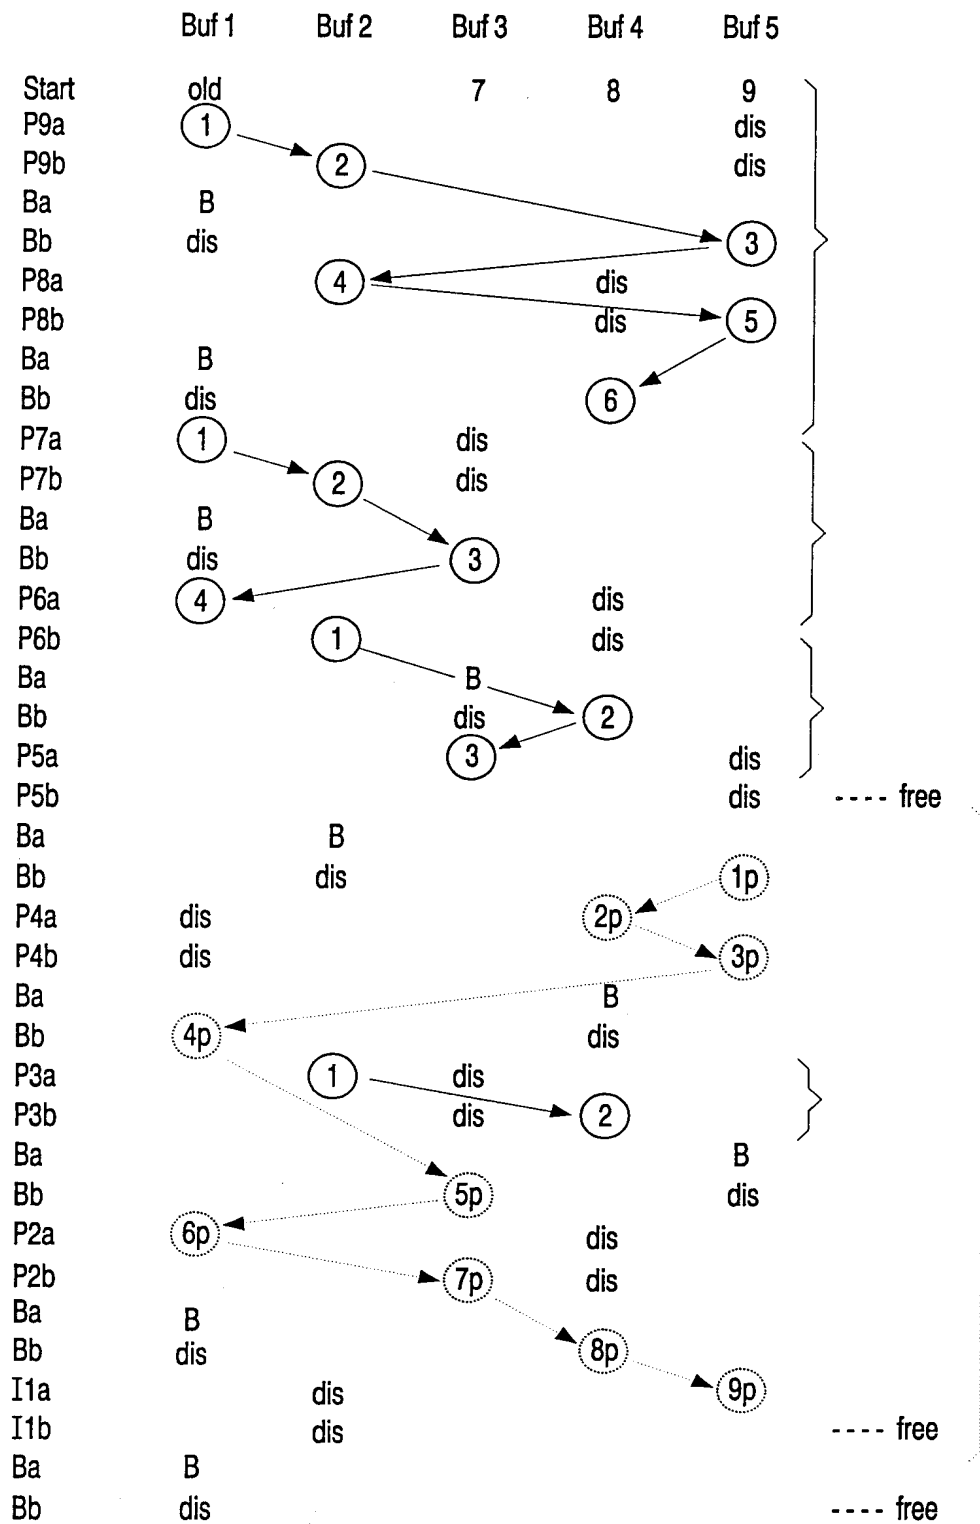 Buf 1 Buf 2 Buf 3 Buf 4 Buf 5
Start old 7 8 9
P9a 1 dis
P9b 2 dis
Ba B
Bb dis 3
P8a 4 dis
P8b dis 5
Ba B
Bb dis 6
P7a 1 dis
P7b 2 dis
Ba B
Bb dis 3
P6a 4 dis
P6b 1 dis
Ba B
Bb dis 2
P5a 3 dis
P5b dis ---- free
Ba B
Bb dis 1p
P4a dis 2p
P4b dis 3p
Ba B
Bb 4p dis
P3a 1 dis
P3b dis 2
Ba B
Bb 5p dis
P2a 6p dis
P2b 7p dis
Ba B
Bb dis 8p
I1a dis 9p
I1b dis ---- free
Ba B
Bb dis ---- free